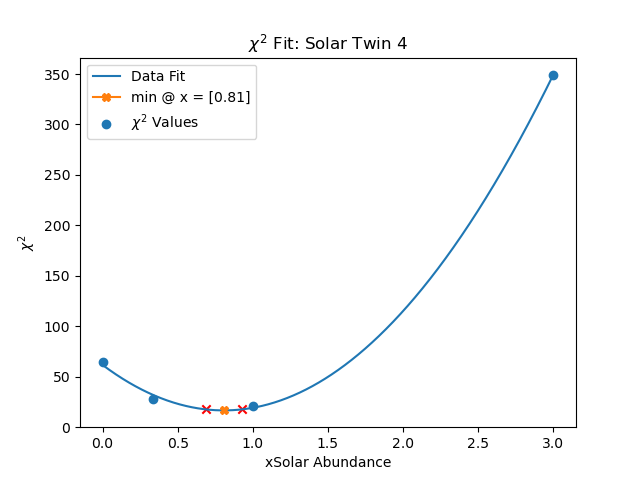 χ² Fit: Solar Twin 4
Data Fit
min @ x = [0.81]
χ² Values
350
300
250
200
150
100
50
0
χ²
0.0 0.5 1.0 1.5 2.0 2.5 3.0
xSolar Abundance